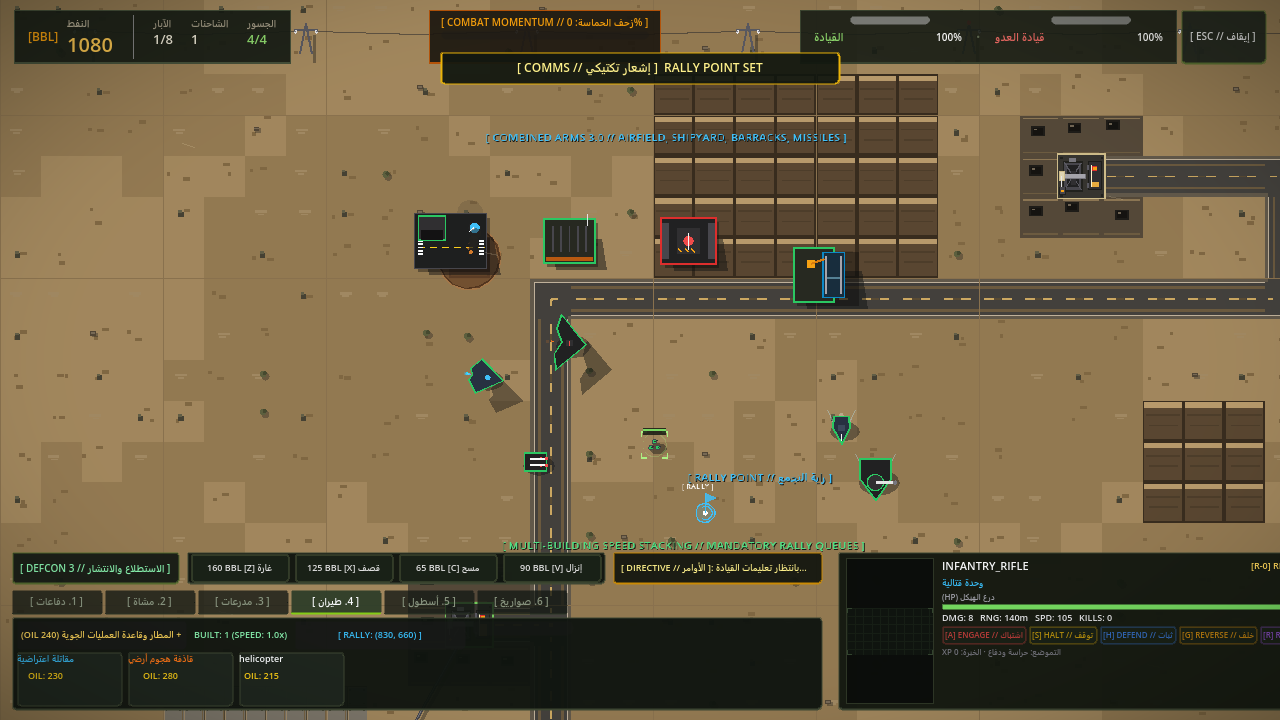 النفط
[BBL] 1080
الآبار
1/8
الشاحنات
1
الجسور
4/4
[ COMBAT MOMENTUM // زحف الحماسة: 0% ]
القيادة 100%
قيادة العدو 100%
[ ESC // إيقاف ]
[ COMMS // إشعار تكتيكي ] RALLY POINT SET
[ COMBINED ARMS 3.0 // AIRFIELD, SHIPYARD, BARRACKS, MISSILES ]
[ RALLY POINT // راية التجمع ]
[ RALLY ]
[ MULTI-BUILDING SPEED STACKING // MANDATORY RALLY QUEUES ]
[ DEFCON 3 // الاستطلاع والانتشار ]
غارة [Z] 160 BBL
قصف [X] 125 BBL
مسح [C] 65 BBL
إنزال [V] 90 BBL
[ DIRECTIVE // الأوامر ]: بانتظار تعليمات القيادة...
[ 1. دفاعات ]
[ 2. مشاة ]
[ 3. مدرعات ]
[ 4. طيران ]
[ 5. أسطول ]
[ 6. صواريخ ]
+ المطار وقاعدة العمليات الجوية (240 OIL)
BUILT: 1 (SPEED: 1.0x)
[ RALLY: (830, 660) ]
مقاتلة اعتراضية
OIL: 230
قاذفة هجوم أرضي
OIL: 280
helicopter
OIL: 215
INFANTRY_RIFLE
[R-0]
وحدة قتالية
درع الهيكل (HP)
DMG: 8 RNG: 140m SPD: 105 KILLS: 0
[A] ENGAGE // اشتباك
[S] HALT // توقف
[H] DEFEND // ثبات
[G] REVERSE // خلف
التموضع: حراسة ودفاع · الخبرة: 0 XP